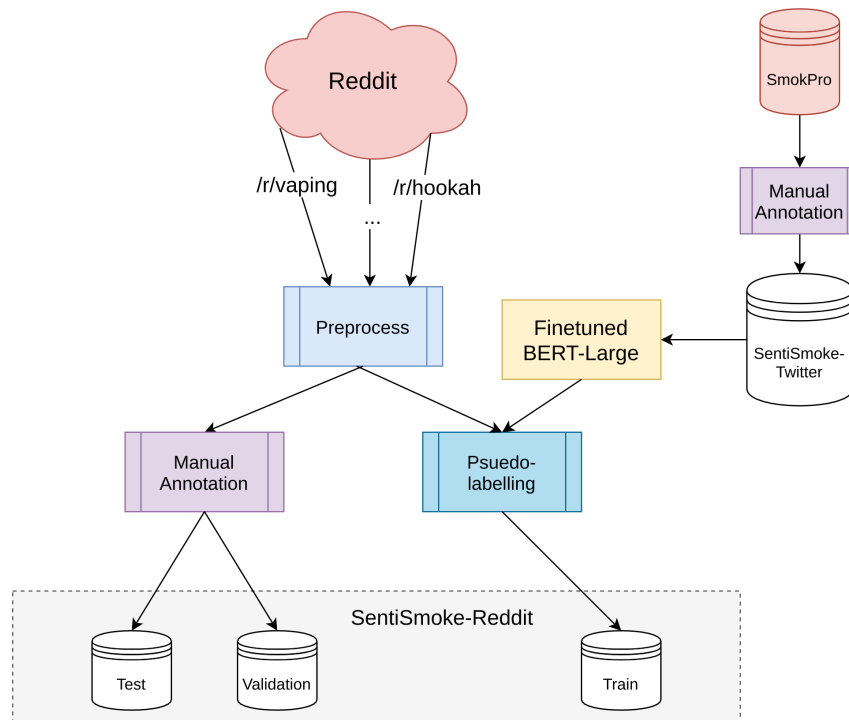 Reddit
SmokPro
/r/vaping
/r/hookah
...
Manual
Annotation
Preprocess
Finetuned
BERT-Large
SentiSmoke-
Twitter
Manual
Annotation
Psuedo-
labelling
SentiSmoke-Reddit
Test
Validation
Train